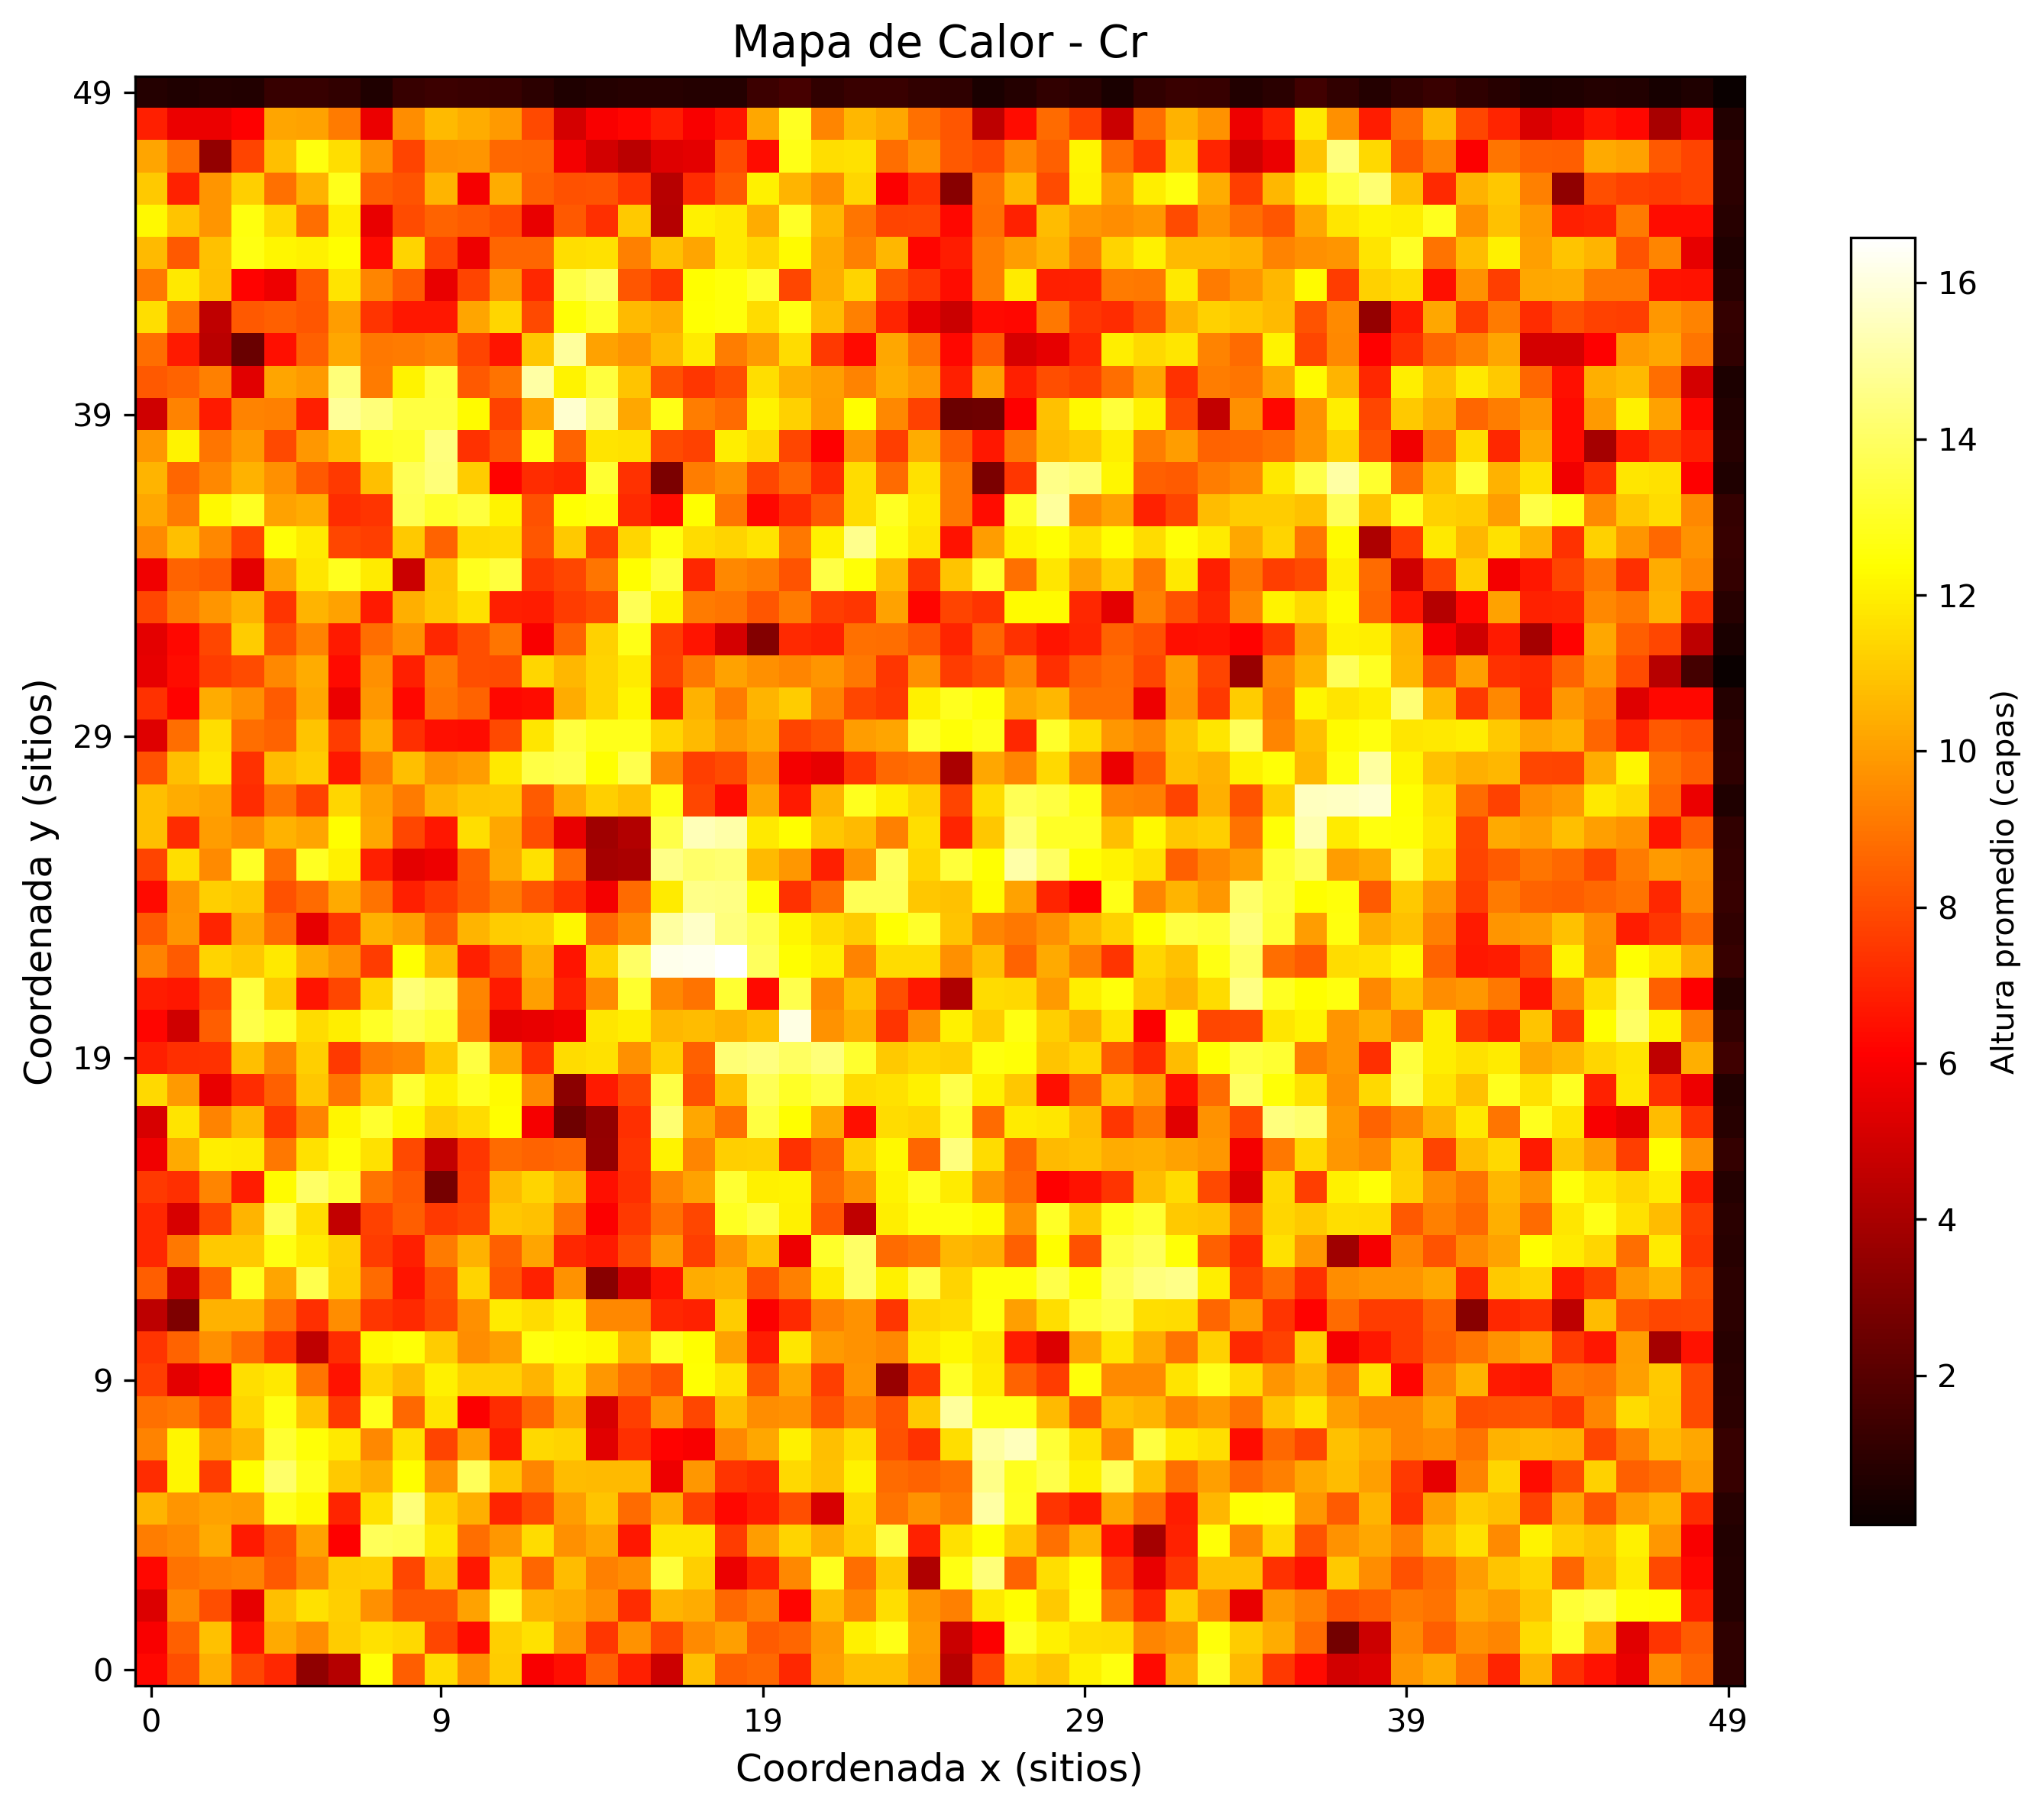 Mapa de Calor - Cr
49
39
29
19
9
0
Coordenada y (sitios)
0 9 19 29 39 49
Coordenada x (sitios)
16
14
12
10
8
6
4
2
Altura promedio (capas)